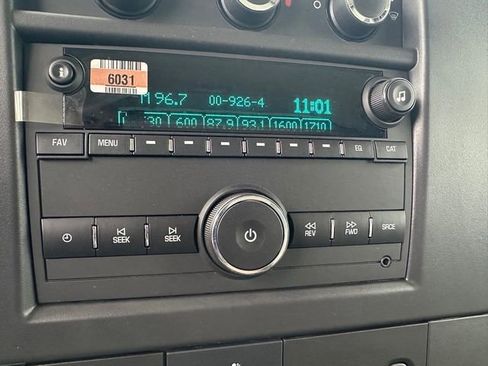 6031
M 96.7 00-926-4 11:01
30 600 87.9 93.1 1600 1710
FAV MENU EQ CAT
SEEK SEEK REV FWD SRCE